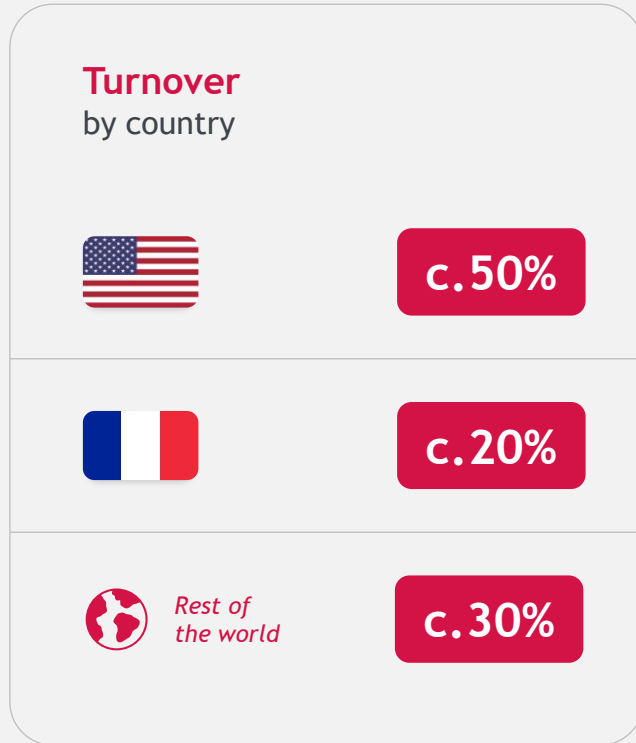 Turnover
by country
c.50%
c.20%
Rest of
the world
c.30%